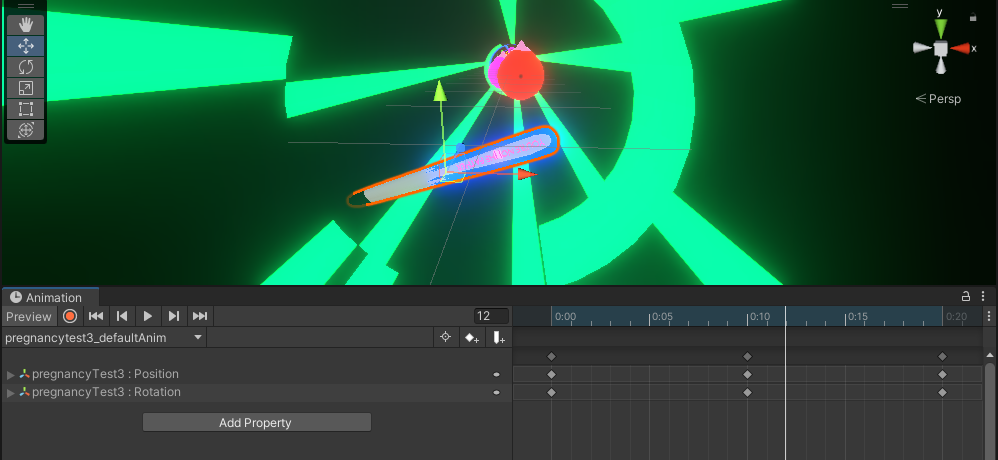 y
x
< Persp
Animation
Preview
12
0:00
0:05
0:10
0:15
0:20
pregnancytest3_defaultAnim
pregnancyTest3 : Position
pregnancyTest3 : Rotation
Add Property